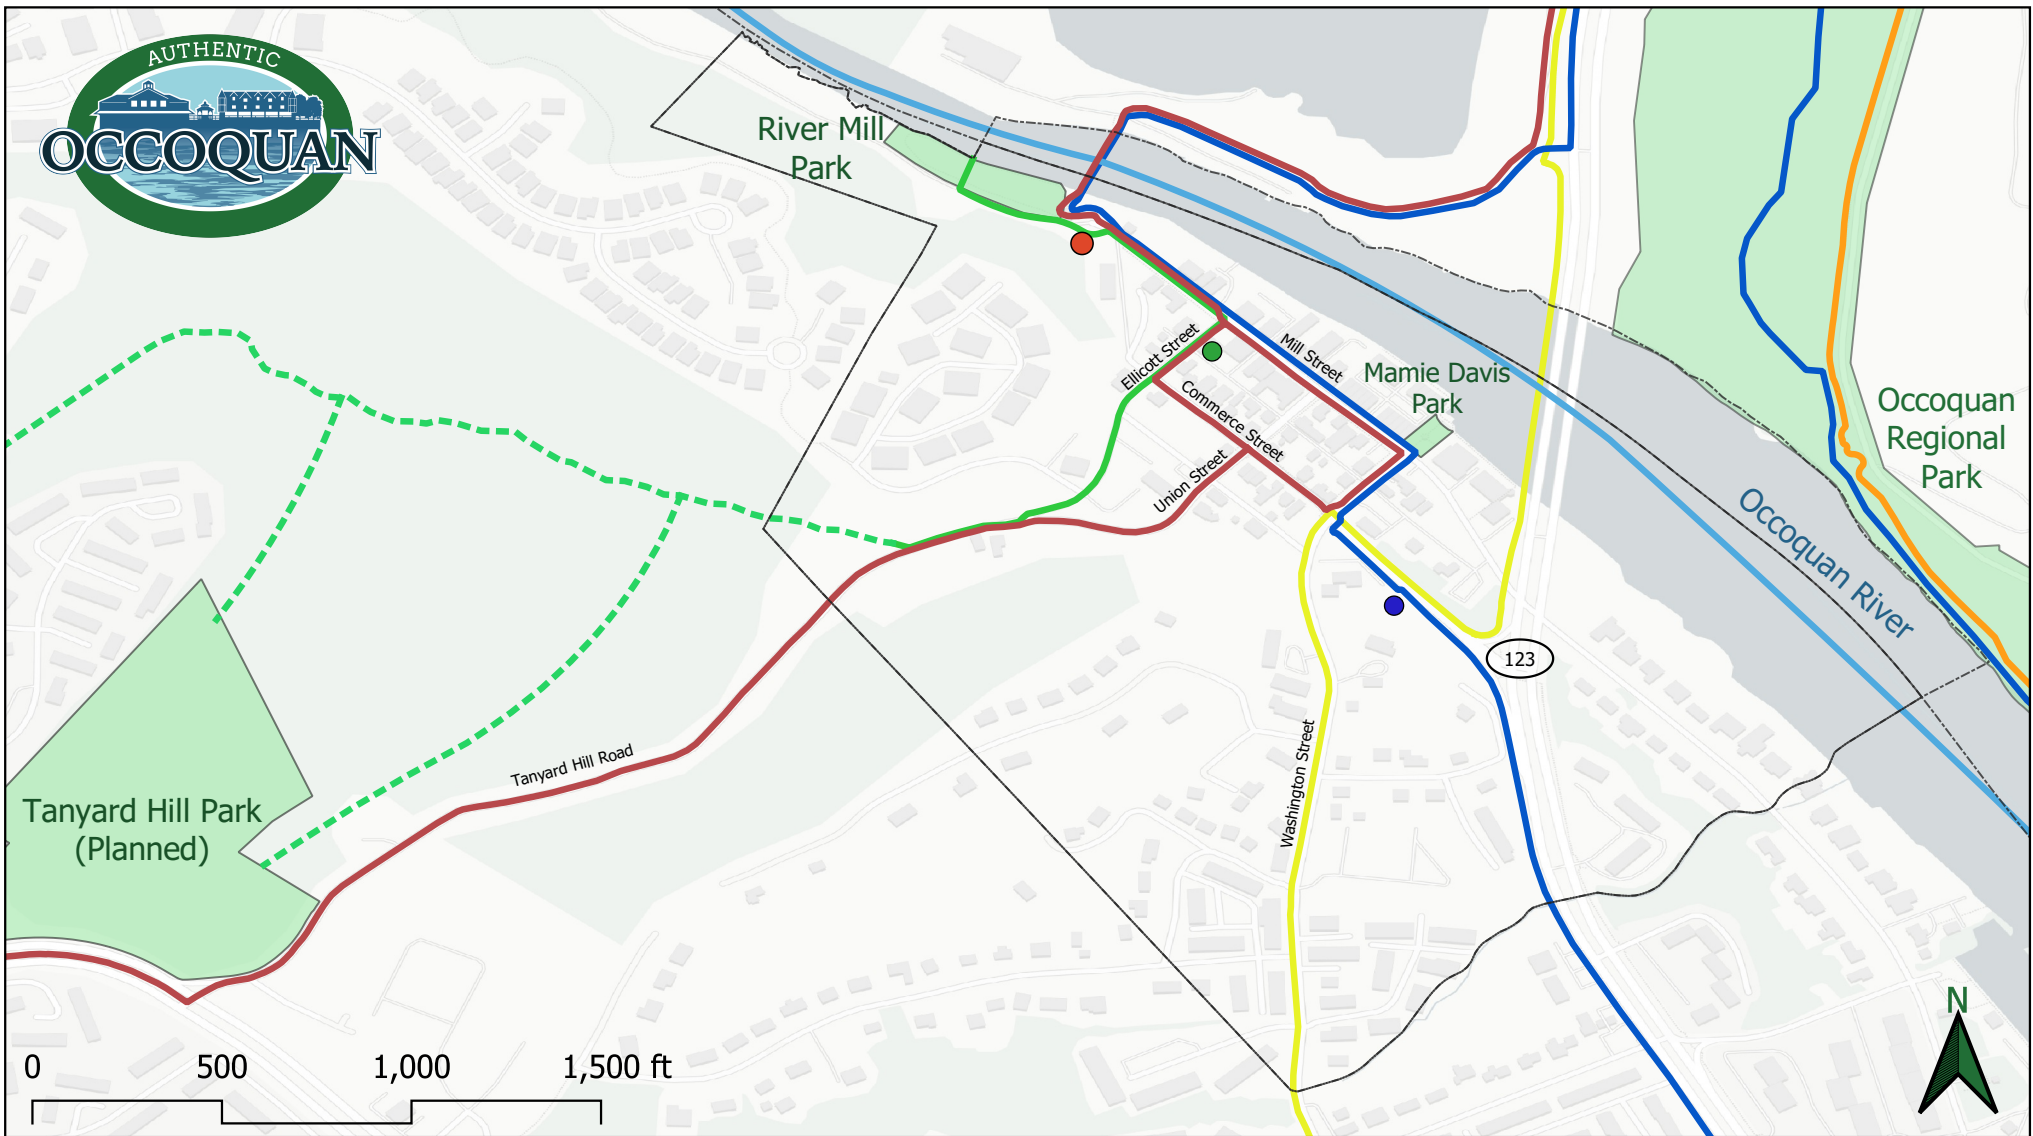 AUTHENTIC
OCCOQUAN
River Mill
Park
Ellicott Street
Mill Street
Commerce Street
Union Street
Mamie Davis
Park
Occoquan
Regional
Park
Occoquan River
123
Washington Street
Tanyard Hill Road
Tanyard Hill Park
(Planned)
0 500 1,000 1,500 ft
N